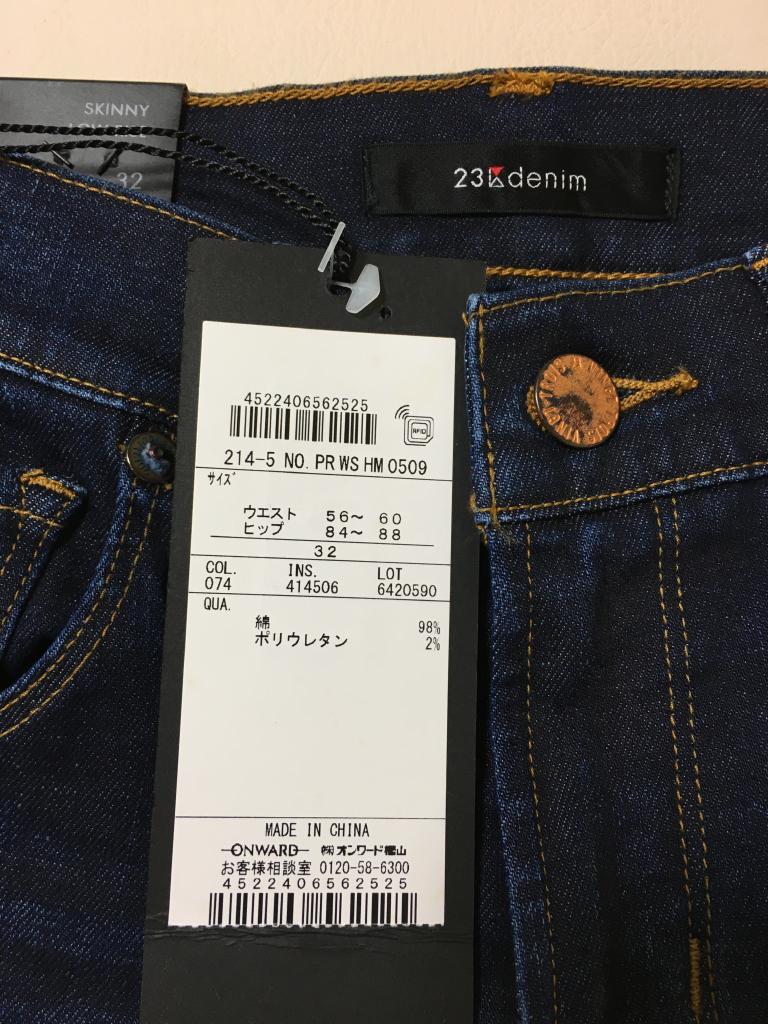 SKINNY
32
23区denim
4522406562525
RFID
214-5 NO. PR WS HM 0509
サイズ
ウエスト 56～ 60
ヒップ 84～ 88
32
COL. INS. LOT
074 414506 6420590
QUA.
綿 98%
ポリウレタン 2%
MADE IN CHINA
ONWARD ㈱オンワード樫山
お客様相談室 0120-58-6300
4522406562525